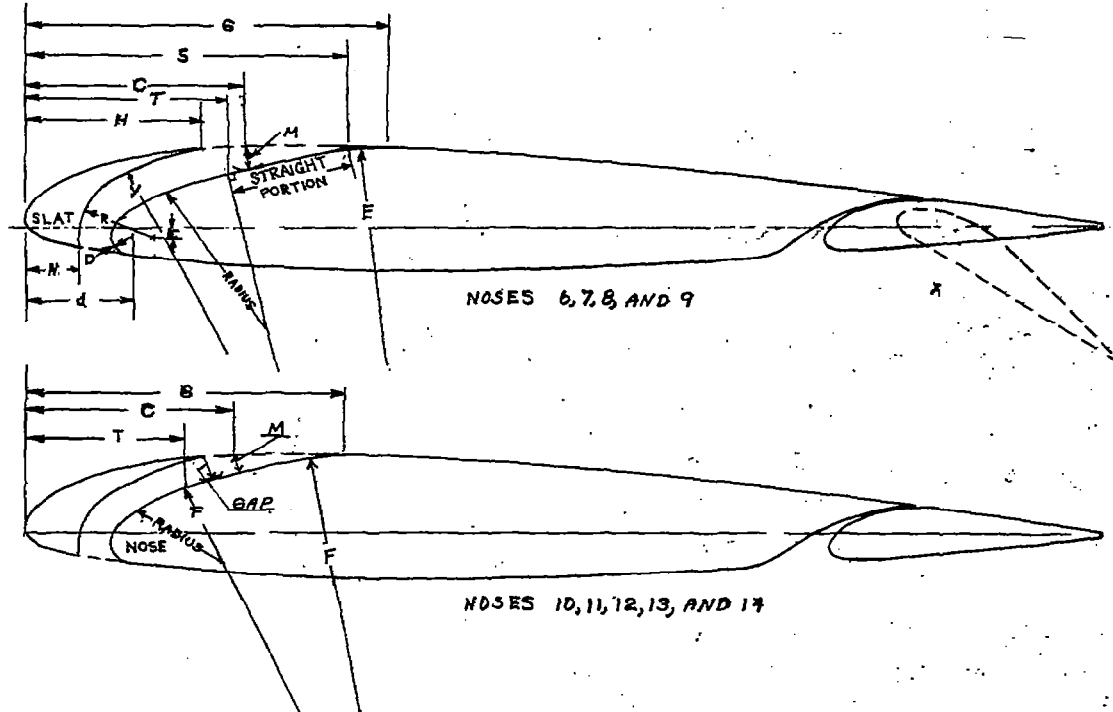 G
S
C
T
H
M
STRAIGHT
PORTION
SLAT
R
E
D
N
d
RADIUS
NOSES 6,7,8, AND 9
B
C
T
M
GAP
F
RADIUS
F
NOSE
NOSES 10,11,12,13, AND 14